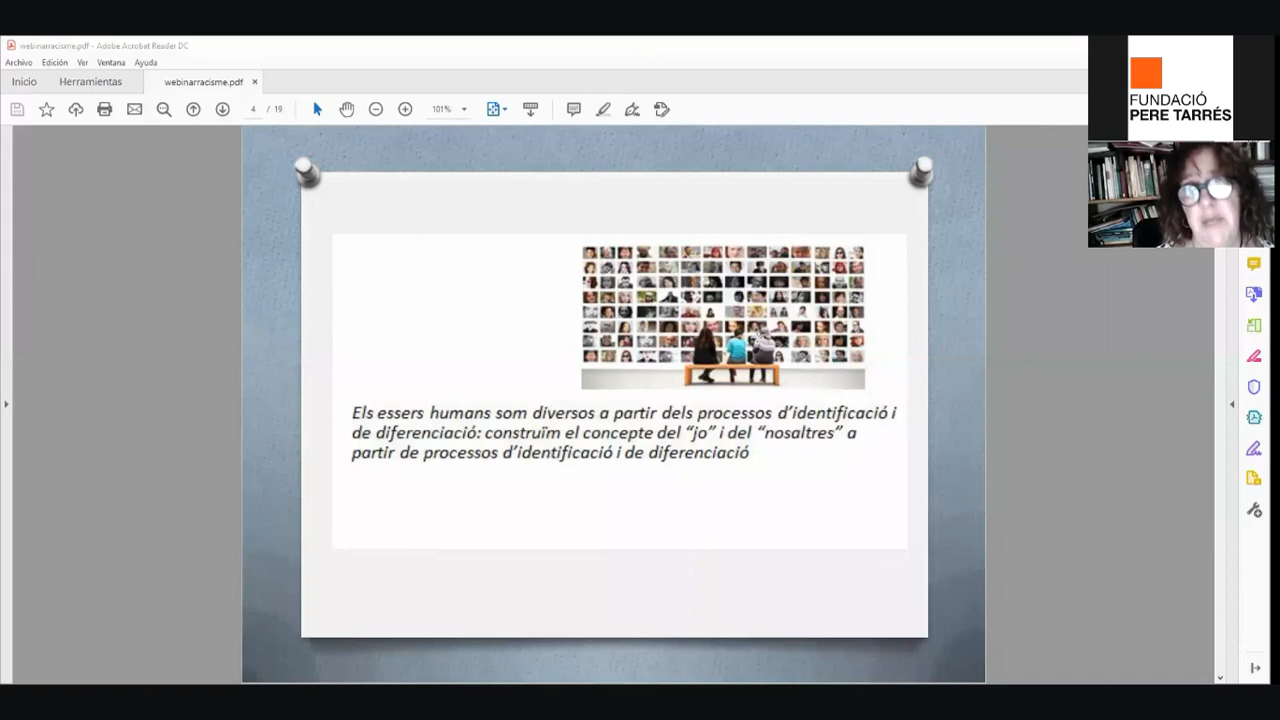 webinarracisme.pdf - Adobe Acrobat Reader DC
Archivo Edición Ver Ventana Ayuda
Inicio Herramientas webinarracisme.pdf ×
4 / 19 101%
FUNDACIÓ
PERE TARRÉS
Els essers humans som diversos a partir dels processos d’identificació i
de diferenciació: construïm el concepte del “jo” i del “nosaltres” a
partir de processos d’identificació i de diferenciació